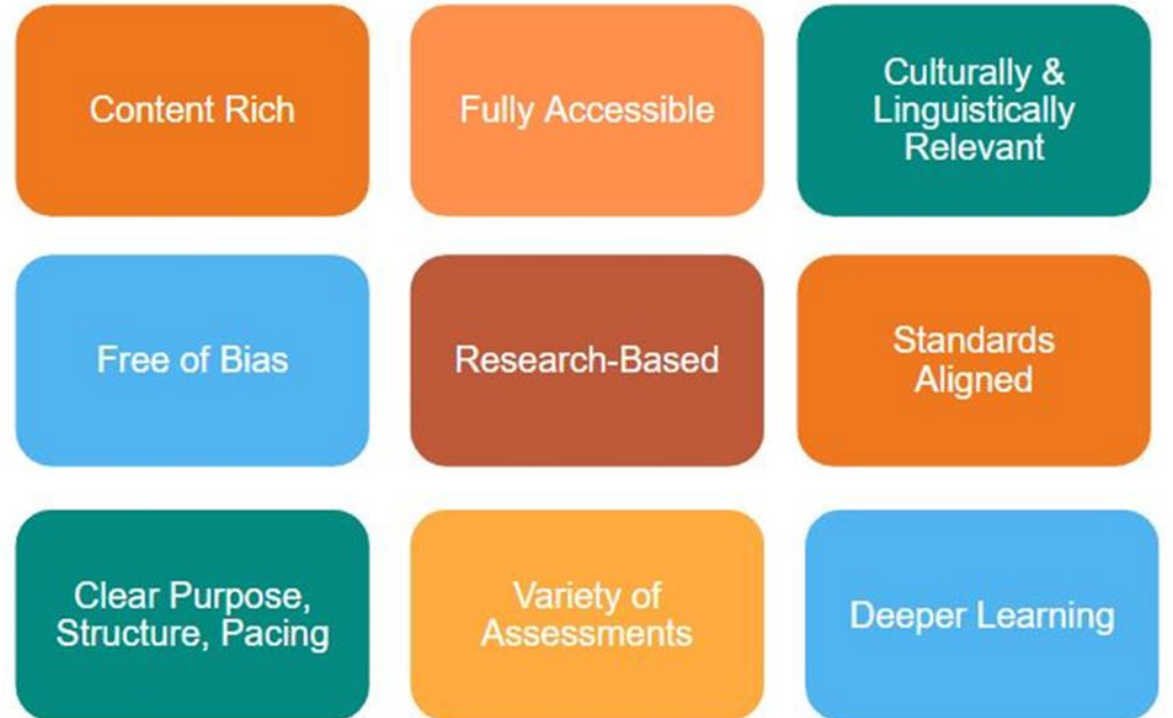 Content Rich
Fully Accessible
Culturally &
Linguistically
Relevant
Free of Bias
Research-Based
Standards
Aligned
Clear Purpose,
Structure, Pacing
Variety of
Assessments
Deeper Learning